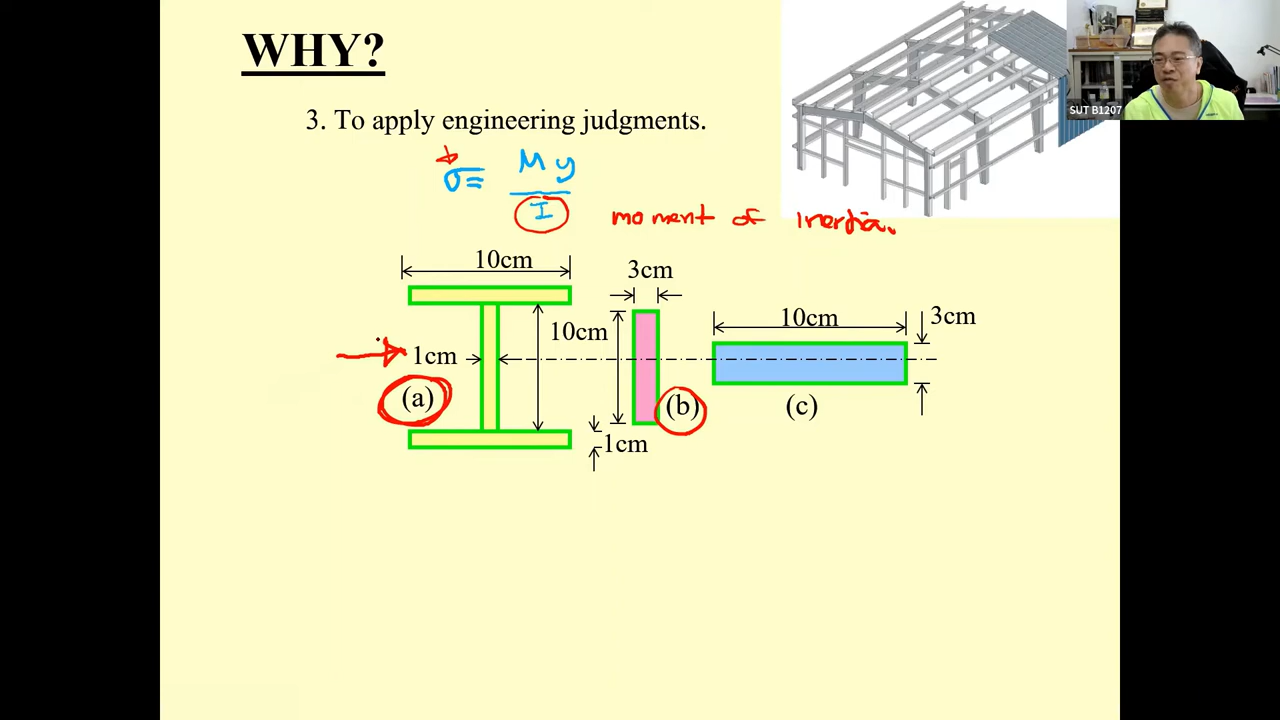 WHY?
SUT B1207
3. To apply engineering judgments.
σ = My
I moment of inertia.
10cm
3cm
10cm
3cm
10cm
1cm
(a)
(b)
(c)
1cm